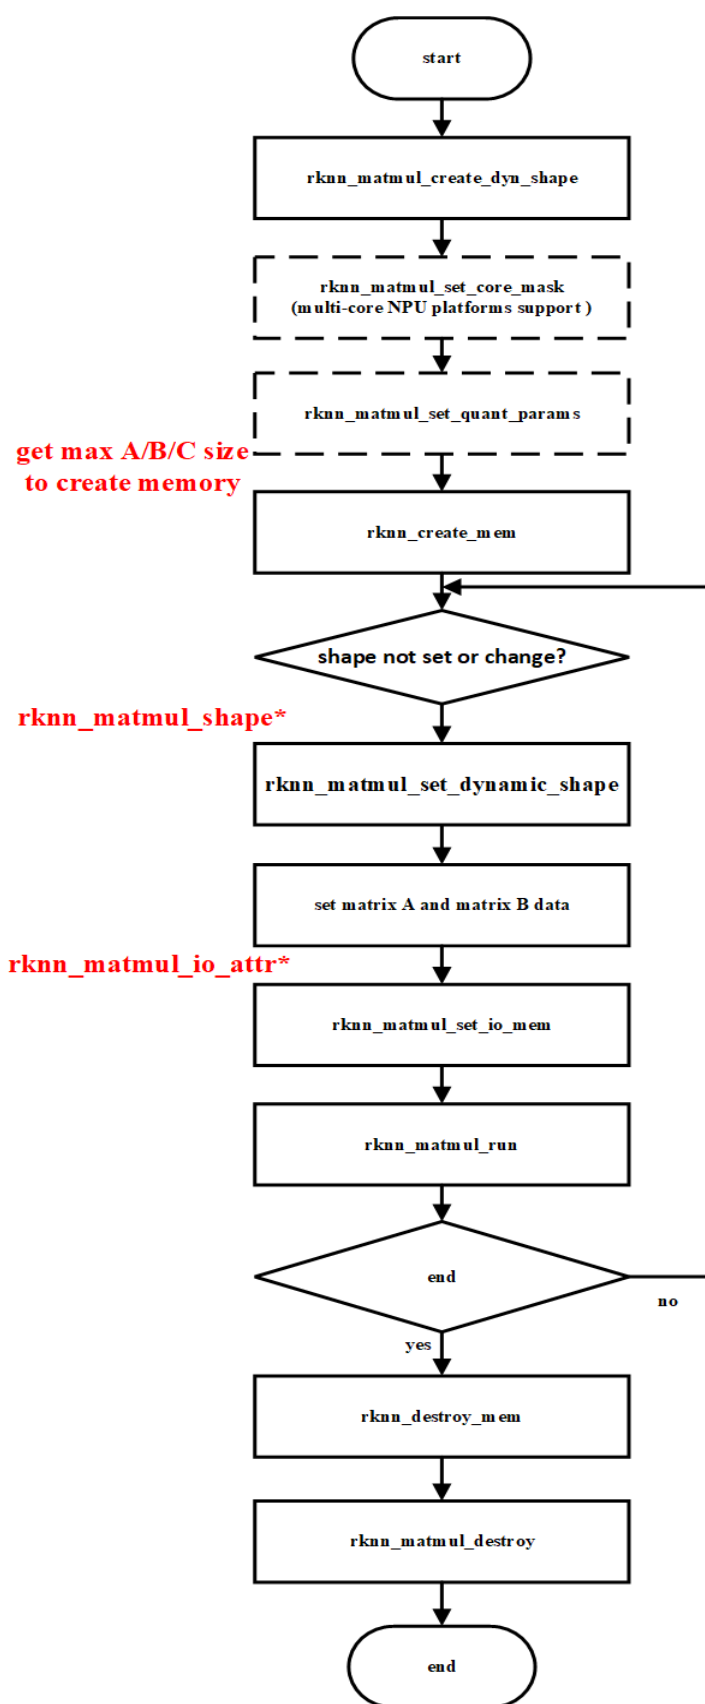 start
rknn_matmul_create_dyn_shape
rknn_matmul_set_core_mask
(multi-core NPU platforms support )
rknn_matmul_set_quant_params
get max A/B/C size
to create memory
rknn_create_mem
shape not set or change?
rknn_matmul_shape*
rknn_matmul_set_dynamic_shape
set matrix A and matrix B data
rknn_matmul_io_attr*
rknn_matmul_set_io_mem
rknn_matmul_run
end
no
yes
rknn_destroy_mem
rknn_matmul_destroy
end